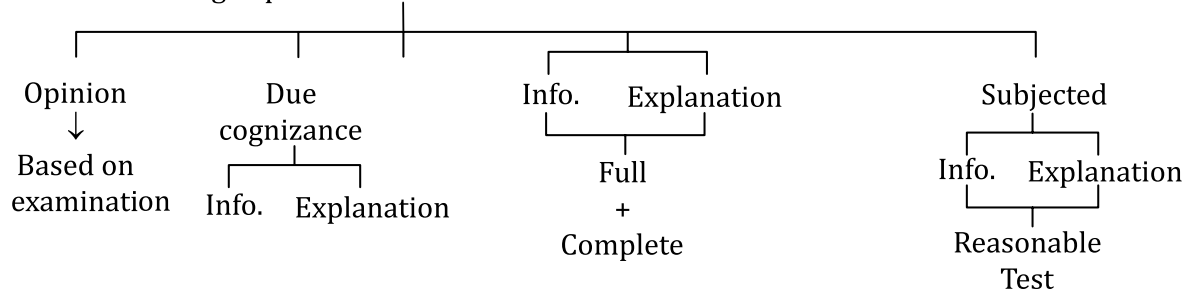 Opinion
Based on
examination
Due
cognizance
Info. Explanation
Info. Explanation
Full
+
Complete
Subjected
Info. Explanation
Reasonable
Test